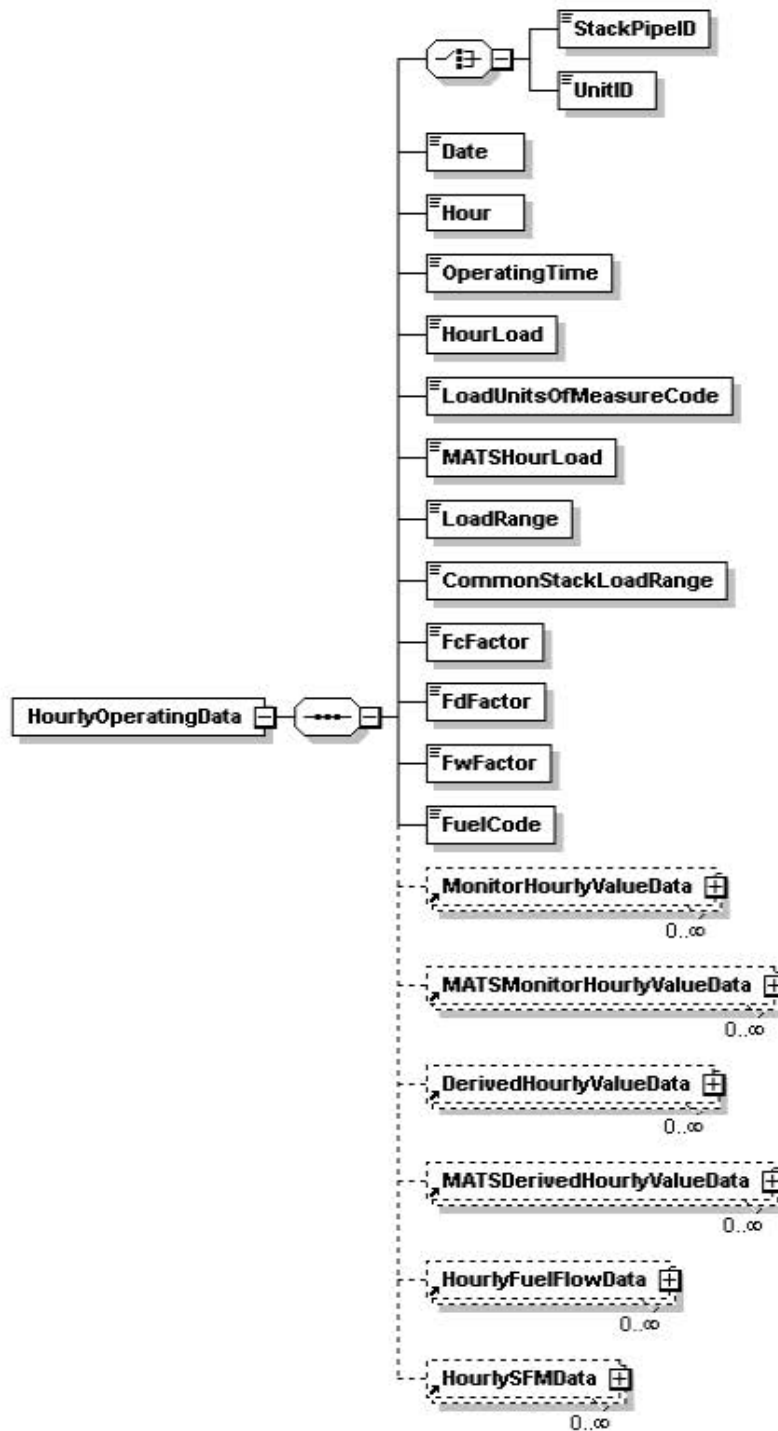 StackPipeID
UnitID
Date
Hour
OperatingTime
HourLoad
LoadUnitsOfMeasureCode
MATSHourLoad
LoadRange
CommonStackLoadRange
FcFactor
FdFactor
HourlyOperatingData
FwFactor
FuelCode
MonitorHourlyValueData
0..∞
MATSMonitorHourlyValueData
0..∞
DerivedHourlyValueData
0..∞
MATSDerivedHourlyValueData
0..∞
HourlyFuelFlowData
0..∞
HourlySFMData
0..∞